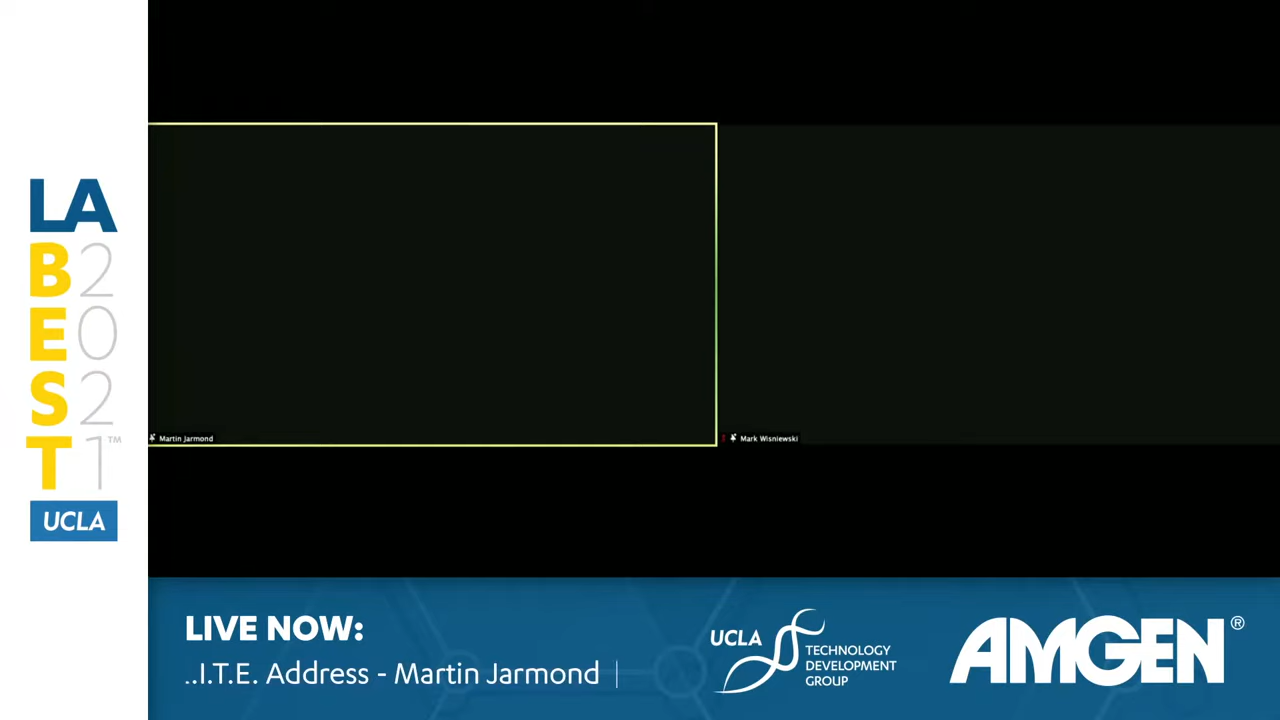 LA
B2
E0
S2
T1™
UCLA
Martin Jarmond
Mark Wisniewski
LIVE NOW:
..I.T.E. Address - Martin Jarmond |
UCLA
TECHNOLOGY
DEVELOPMENT
GROUP
AMGEN®